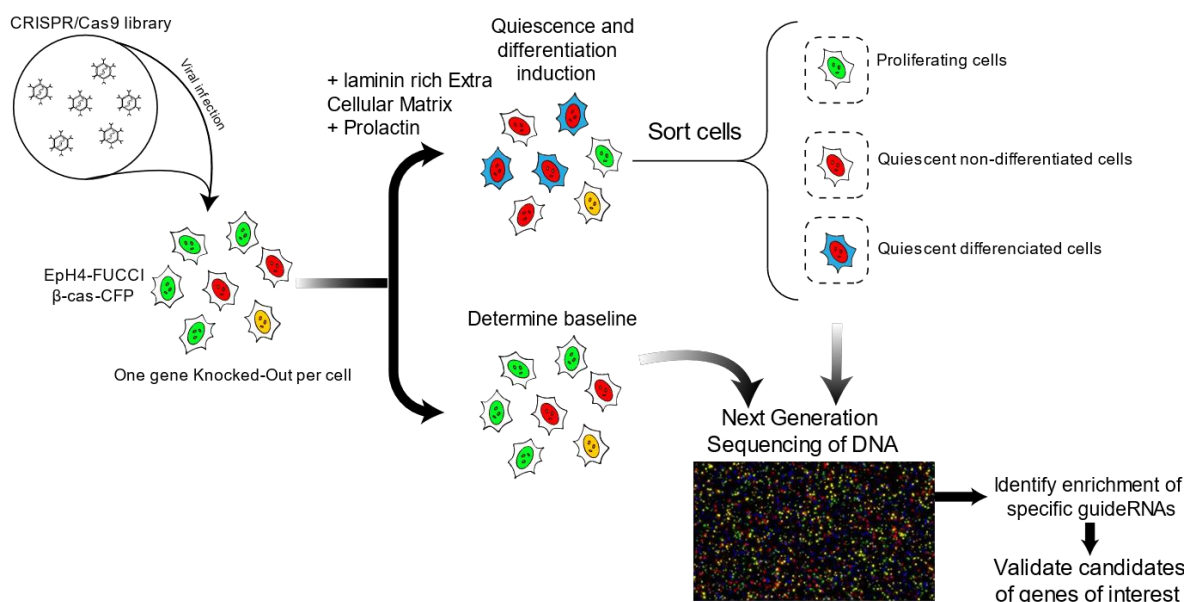 CRISPR/Cas9 library
Viral infection
EpH4-FUCCI
β-cas-CFP
One gene Knocked-Out per cell
+ laminin rich Extra
Cellular Matrix
+ Prolactin
Quiescence and
differentiation
induction
Sort cells
Proliferating cells
Quiescent non-differentiated cells
Quiescent differenciated cells
Determine baseline
Next Generation
Sequencing of DNA
Identify enrichment of
specific guideRNAs
Validate candidates
of genes of interest